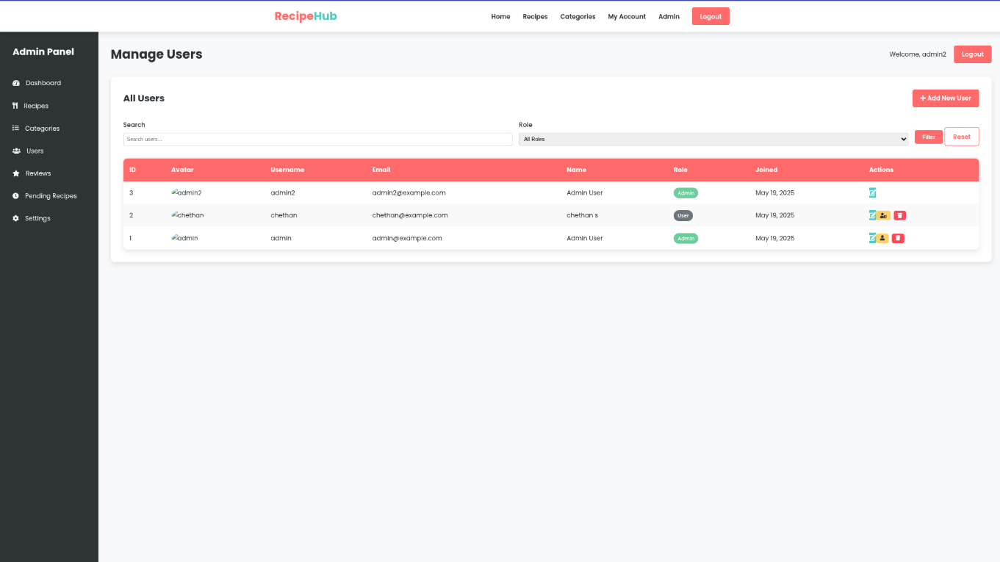 RecipeHub Home Recipes Categories My Account Admin Logout
Admin Panel
Dashboard
Recipes
Categories
Users
Reviews
Pending Recipes
Settings
Manage Users Welcome, admin2 Logout
All Users Add New User
Search Role
Search users... All Roles Filter Reset
ID Avatar Username Email Name Role Joined Actions
3 admin2 admin2 admin2@example.com Admin User Admin May 19, 2025
2 chethan chethan chethan@example.com chethan s User May 19, 2025
1 admin admin admin@example.com Admin User Admin May 19, 2025